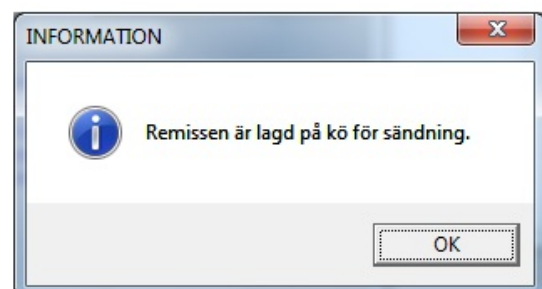 INFORMATION
Remissen är lagd på kö för sändning.
OK